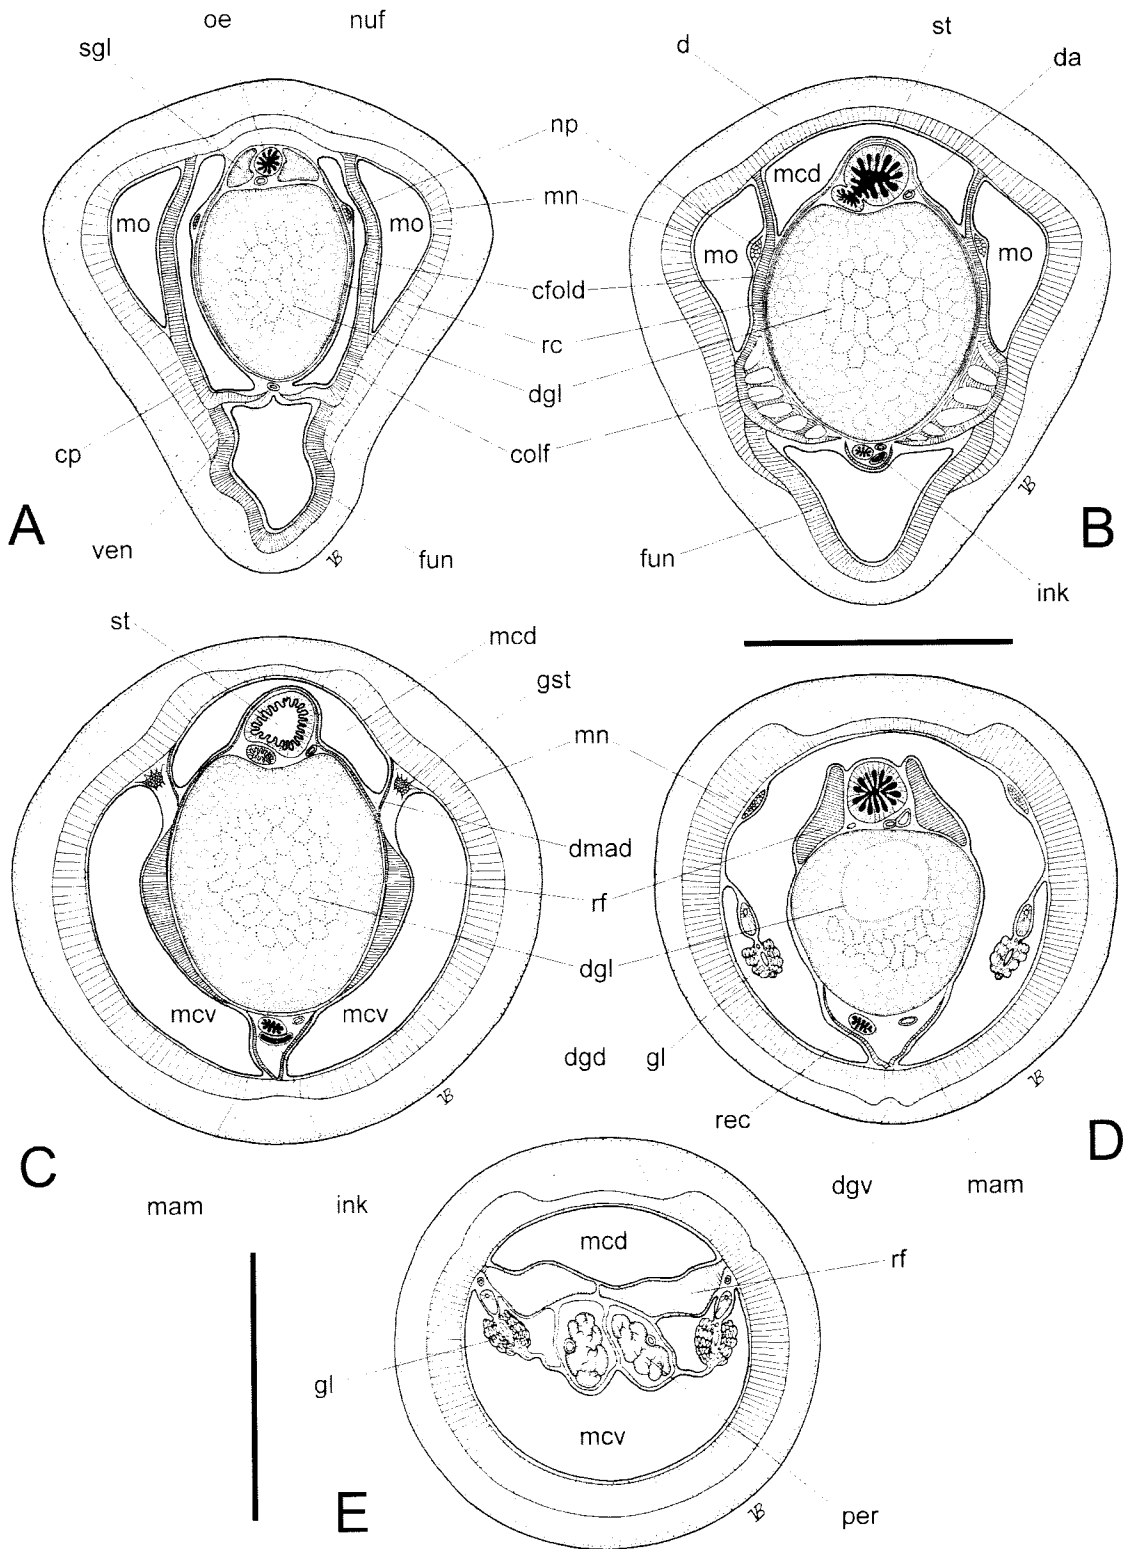 oe nuf
sgl
st
d
da
np
mcd
mn
mo mo
mo mo
cfold
rc
dgl
cp
colf
A
ven
fun
B
fun
ink
st
mcd
gst
mn
dmad
rf
dgl
mcv mcv
dgd gl
rec
C
D
mam ink
dgv mam
mcd
rf
gl
mcv
E
per